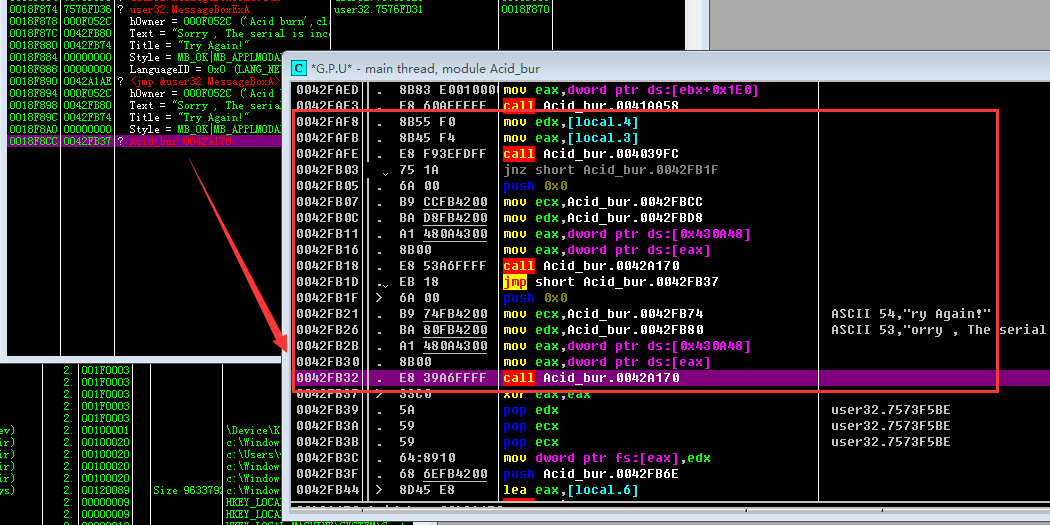 0018F874 7576FD36 ? user32.MessageBoxExA user32.7576FD31 0018F870
0018F878 000F052C hOwner = 000F052C ('Acid burn',cl
0018F87C 0042FB80 Text = "Sorry , The serial is inco
0018F880 0042FB74 Title = "Try Again!"
0018F884 00000000 Style = MB_OK|MB_APPLMODAL
0018F888 00000000 LanguageID = 0x0 (LANG_NE
0018F890 0042A1AE ? <jmp.&user32.MessageBoxA>
0018F894 000F052C hOwner = 000F052C ('Acid
0018F898 0042FB80 Text = "Sorry , The seria
0018F89C 0042FB74 Title = "Try Again!"
0018F8A0 00000000 Style = MB_OK|MB_APPLMODA
0018F8CC 0042FB37 ? Acid_bur.0042A170
C *G.P.U* - main thread, module Acid_bur
0042FAED . 8B83 E0010000 mov eax,dword ptr ds:[ebx+0x1E0]
0042FAF3 . E8 60AFFEFF call Acid_bur.0041AA58
0042FAF8 . 8B55 F0 mov edx,[local.4]
0042FAFB . 8B45 F4 mov eax,[local.3]
0042FAFE . E8 F93EFDFF call Acid_bur.004039FC
0042FB03 . 75 1A jnz short Acid_bur.0042FB1F
0042FB05 . 6A 00 push 0x0
0042FB07 . B9 CCFB4200 mov ecx,Acid_bur.0042FBCC
0042FB0C . BA D8FB4200 mov edx,Acid_bur.0042FBD8
0042FB11 . A1 480A4300 mov eax,dword ptr ds:[0x430A48]
0042FB16 . 8B00 mov eax,dword ptr ds:[eax]
0042FB18 . E8 53A6FFFF call Acid_bur.0042A170
0042FB1D . EB 18 jmp short Acid_bur.0042FB37
0042FB1F > 6A 00 push 0x0
0042FB21 . B9 74FB4200 mov ecx,Acid_bur.0042FB74 ASCII 54,"ry Again!"
0042FB26 . BA 80FB4200 mov edx,Acid_bur.0042FB80 ASCII 53,"orry , The serial
0042FB2B . A1 480A4300 mov eax,dword ptr ds:[0x430A48]
0042FB30 . 8B00 mov eax,dword ptr ds:[eax]
0042FB32 . E8 39A6FFFF call Acid_bur.0042A170
0042FB37 > 33C0 xor eax,eax
0042FB39 . 5A pop edx user32.7573F5BE
0042FB3A . 59 pop ecx user32.7573F5BE
0042FB3B . 59 pop ecx user32.7573F5BE
0042FB3C . 64:8910 mov dword ptr fs:[eax],edx
0042FB3F . 68 6EFB4200 push Acid_bur.0042FB6E
0042FB44 > 8D45 E8 lea eax,[local.6]
2. 001F0003
2. 001F0003
2. 001F0003
2. 001F0003
ev) 2. 00100001 \Device\K
ir) 2. 00100020 c:\Window
ir) 2. 00100020 c:\Users\
ir) 2. 00100020 c:\Window
ir) 2. 00100020 c:\Window
ys) 2. 00120089 Size 9633792 c:\Window
2. 00000009 HKEY_LOCA
2. 00000009 HKEY_LOCA